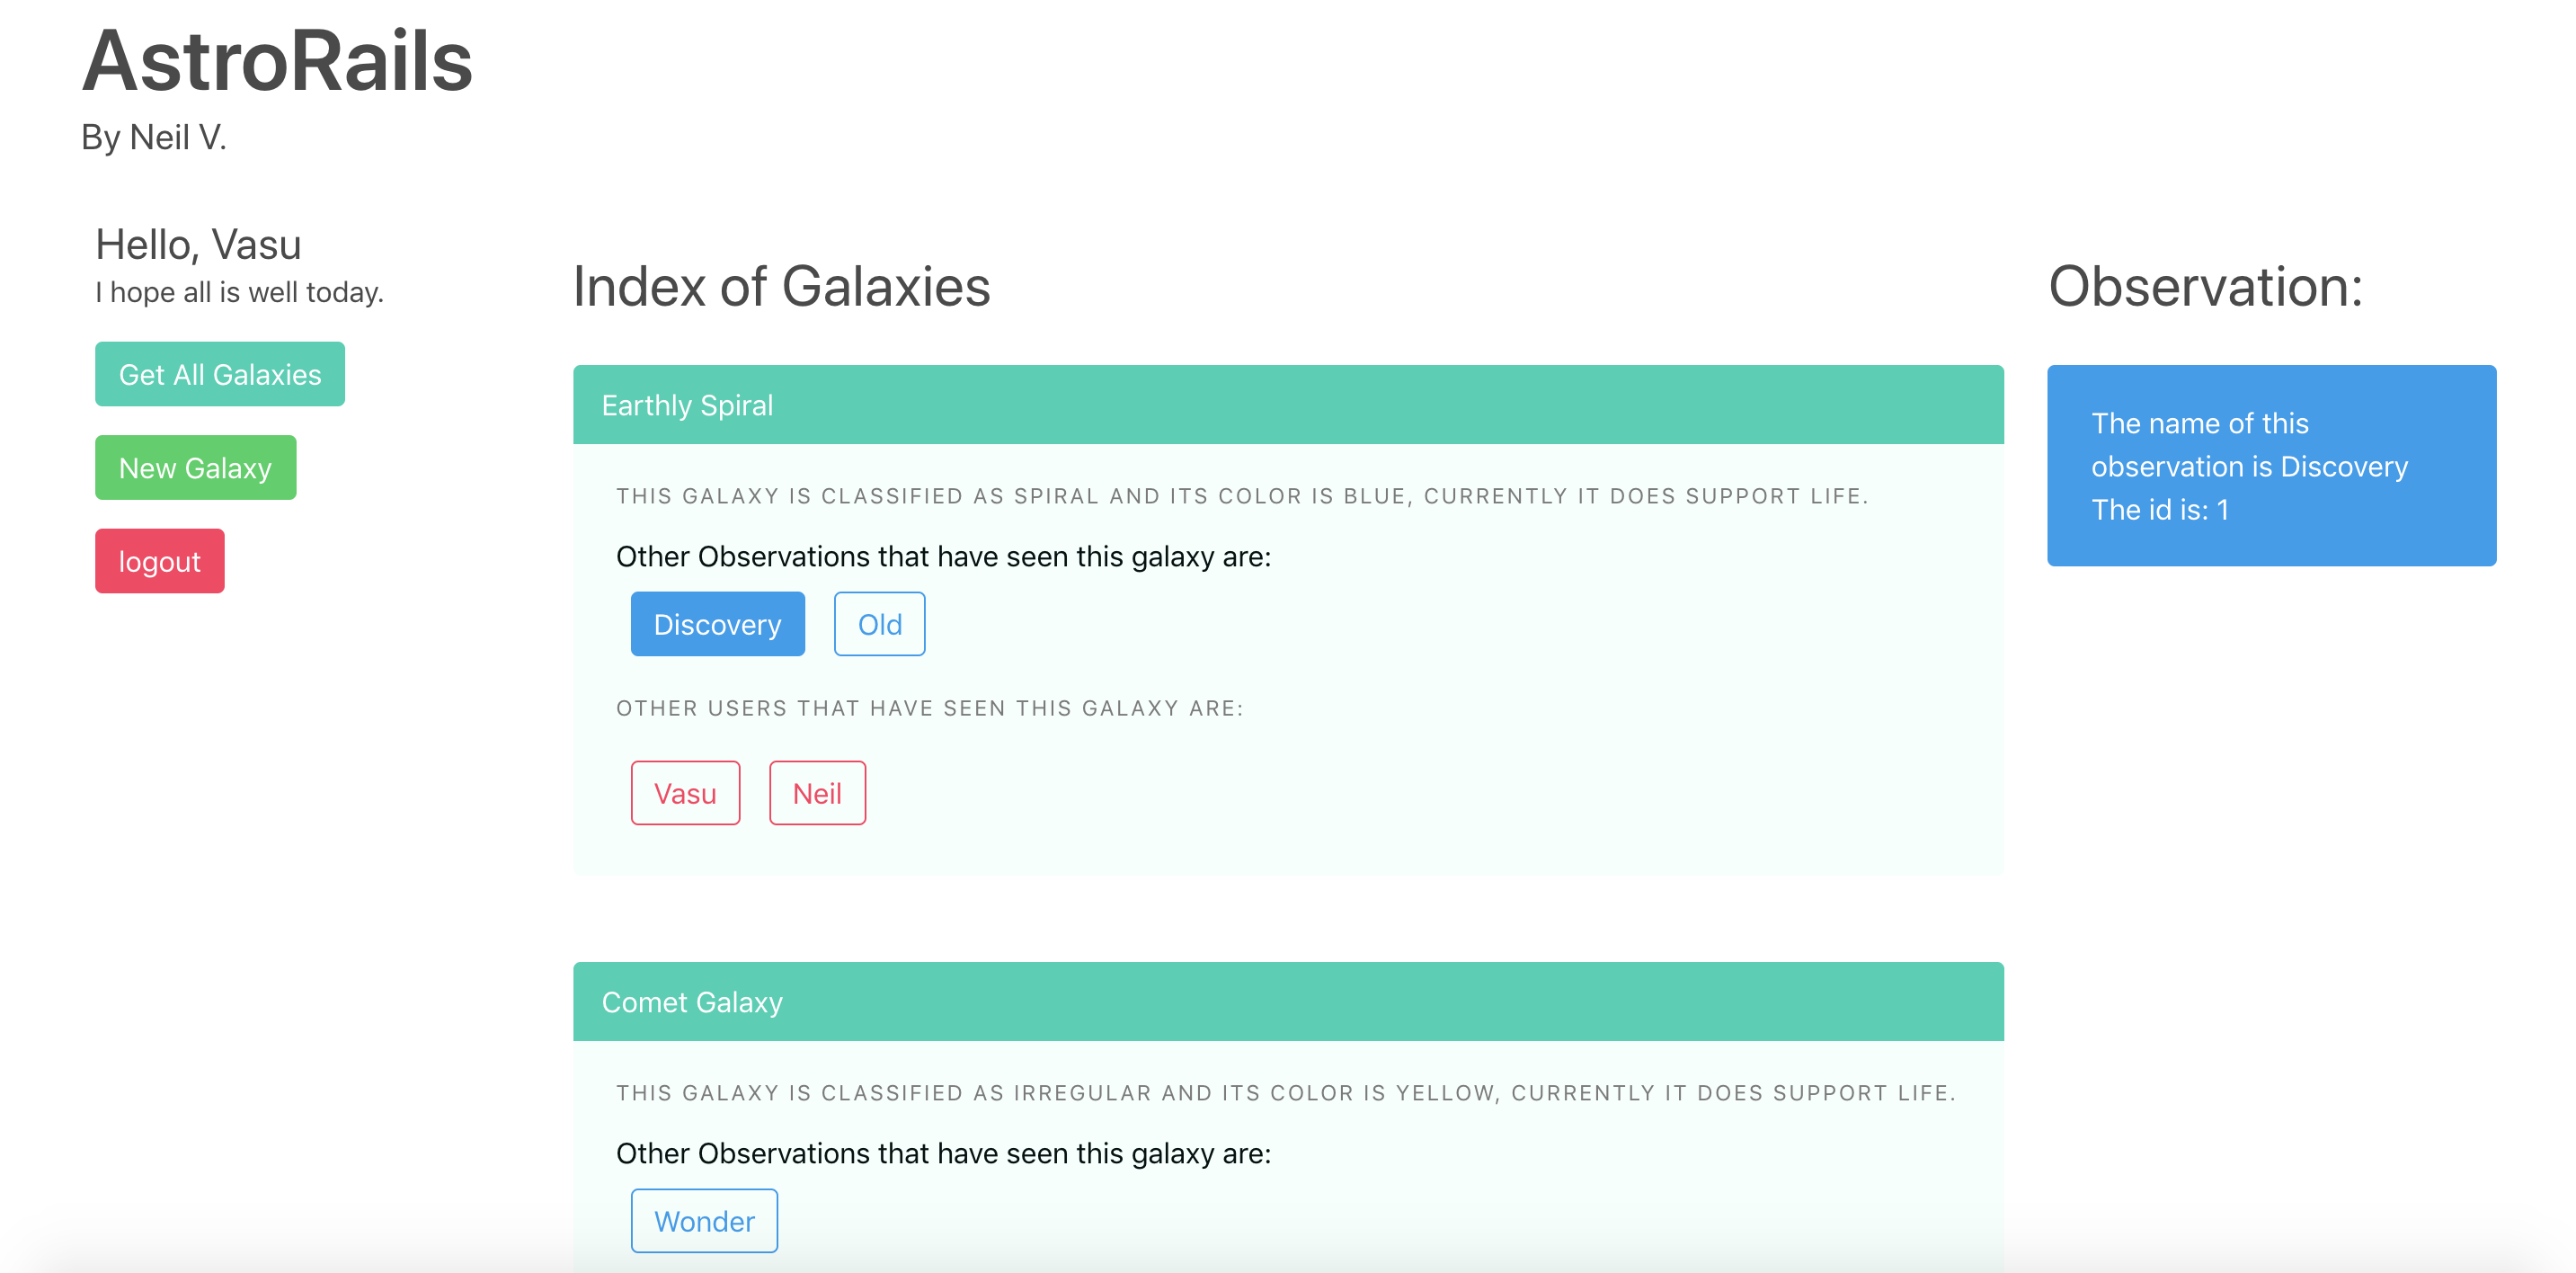 AstroRails
By Neil V.
Hello, Vasu
I hope all is well today.
Get All Galaxies
New Galaxy
logout
Index of Galaxies
Earthly Spiral
THIS GALAXY IS CLASSIFIED AS SPIRAL AND ITS COLOR IS BLUE, CURRENTLY IT DOES SUPPORT LIFE.
Other Observations that have seen this galaxy are:
Discovery Old
OTHER USERS THAT HAVE SEEN THIS GALAXY ARE:
Vasu Neil
Comet Galaxy
THIS GALAXY IS CLASSIFIED AS IRREGULAR AND ITS COLOR IS YELLOW, CURRENTLY IT DOES SUPPORT LIFE.
Other Observations that have seen this galaxy are:
Wonder
Observation:
The name of this
observation is Discovery
The id is: 1